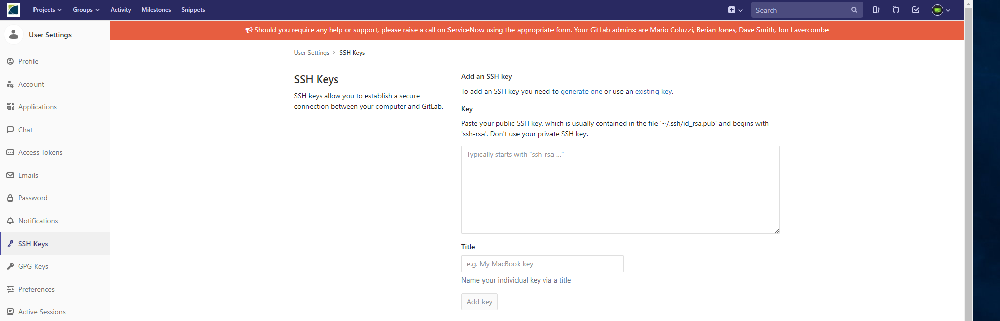 Projects Groups Activity Milestones Snippets Search
User Settings
Should you require any help or support, please raise a call on ServiceNow using the appropriate form. Your GitLab admins: are Mario Coluzzi, Berian Jones, Dave Smith, Jon Lavercombe
Profile
Account
Applications
Chat
Access Tokens
Emails
Password
Notifications
SSH Keys
GPG Keys
Preferences
Active Sessions
User Settings > SSH Keys
SSH Keys
SSH keys allow you to establish a secure
connection between your computer and GitLab.
Add an SSH key
To add an SSH key you need to generate one or use an existing key.
Key
Paste your public SSH key, which is usually contained in the file '~/.ssh/id_rsa.pub' and begins with
'ssh-rsa'. Don't use your private SSH key.
Typically starts with "ssh-rsa ..."
Title
e.g. My MacBook key
Name your individual key via a title
Add key